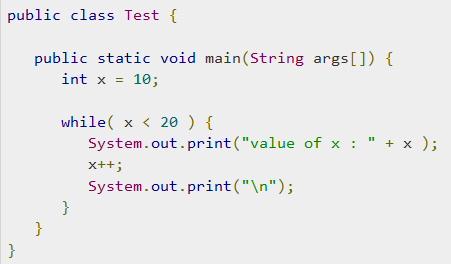 public class Test {
public static void main(String args[]) {
int x = 10;
while( x < 20 ) {
System.out.print("value of x : " + x );
x++;
System.out.print("\n");
}
}
}